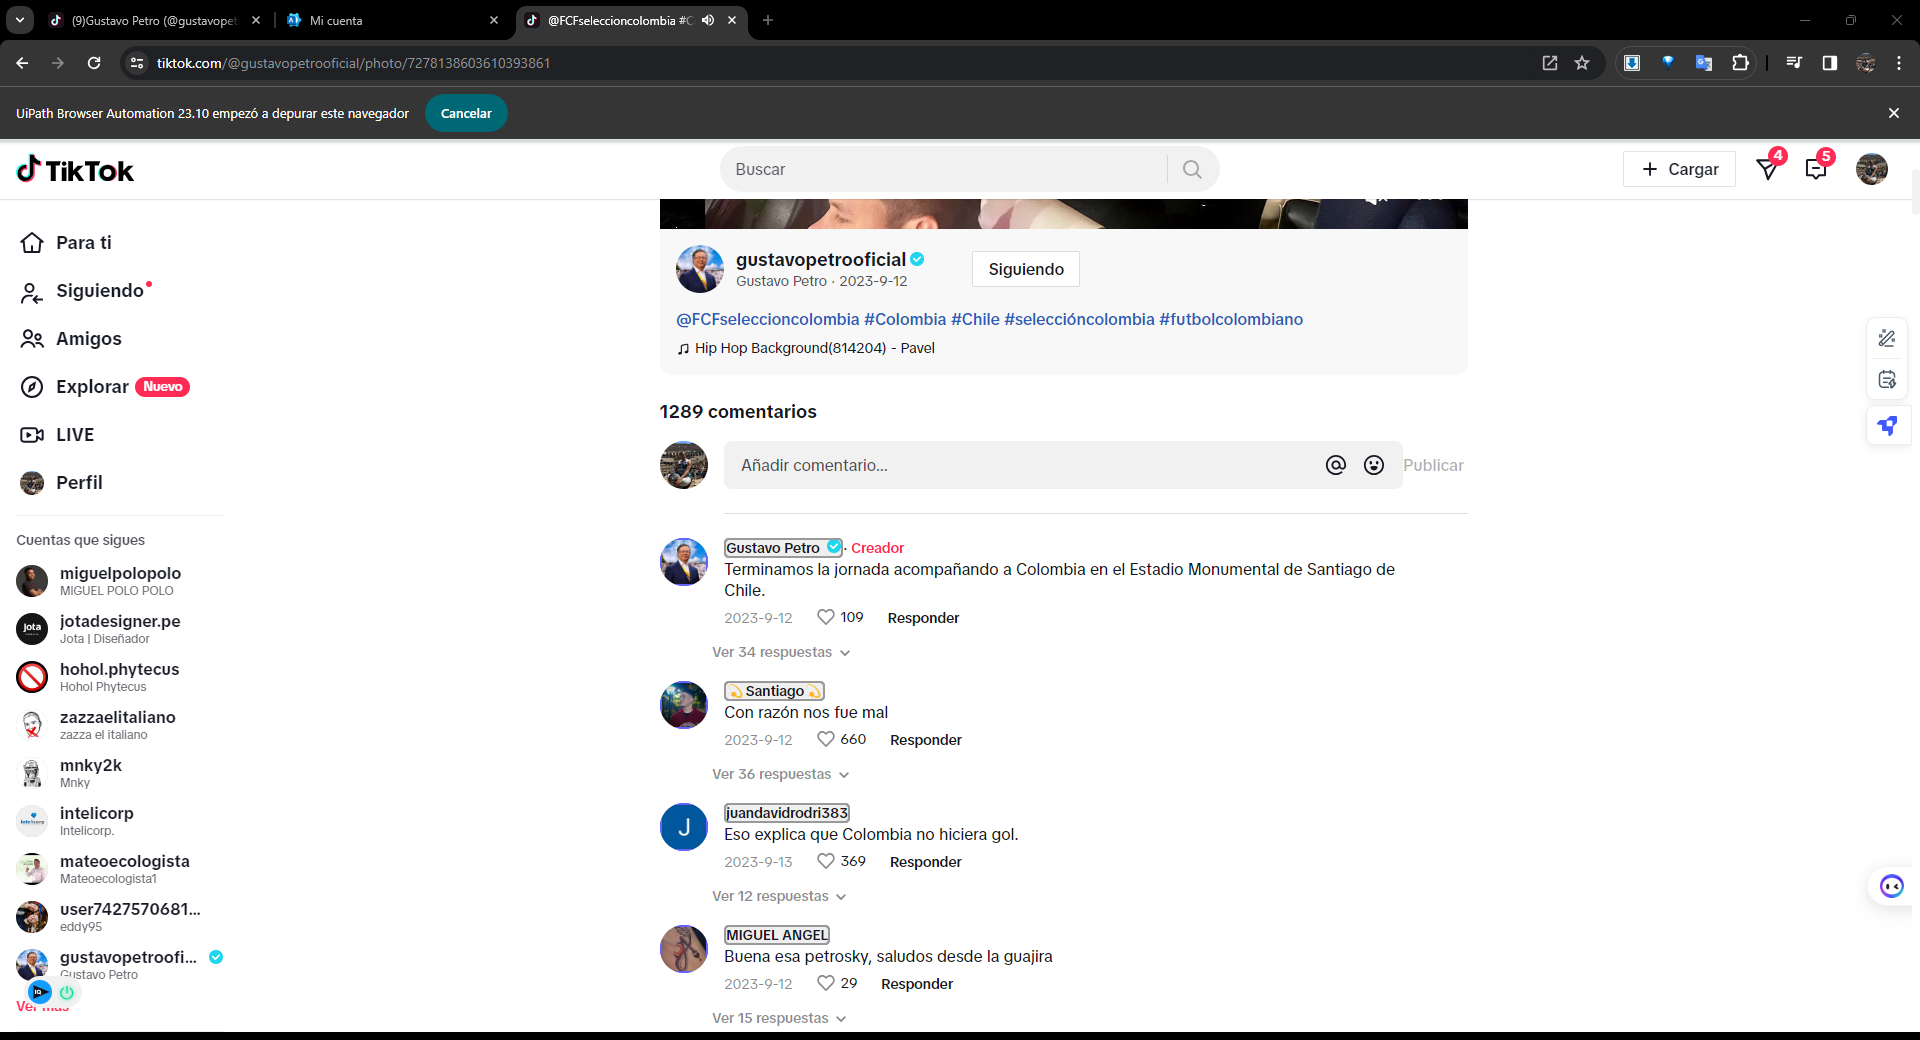 (9)Gustavo Petro (@gustavopet
Mi cuenta
@FCFseleccioncolombia #C
tiktok.com/@gustavopetrooficial/photo/7278138603610393861
UiPath Browser Automation 23.10 empezó a depurar este navegador
Cancelar
TikTok
Buscar
Cargar
4
5
Para ti
Siguiendo
Amigos
Explorar Nuevo
LIVE
Perfil
Cuentas que sigues
miguelpolopolo
MIGUEL POLO POLO
jota
jotadesigner.pe
Jota | Diseñador
hohol.phytecus
Hohol Phytecus
zazzaelitaliano
zazza el italiano
mnky2k
Mnky
intelicorp
Intelicorp.
mateoecologista
Mateoecologista1
user7427570681...
eddy95
gustavopetroofi...
Gustavo Petro
Ver más
gustavopetrooficial
Gustavo Petro · 2023-9-12
Siguiendo
@FCFseleccioncolombia #Colombia #Chile #seleccióncolombia #futbolcolombiano
Hip Hop Background(814204) - Pavel
1289 comentarios
Añadir comentario...
Publicar
Gustavo Petro · Creador
Terminamos la jornada acompañando a Colombia en el Estadio Monumental de Santiago de
Chile.
2023-9-12 109 Responder
Ver 34 respuestas
💫Santiago💫
Con razón nos fue mal
2023-9-12 660 Responder
Ver 36 respuestas
J
juandavidrodri383
Eso explica que Colombia no hiciera gol.
2023-9-13 369 Responder
Ver 12 respuestas
MIGUEL ANGEL
Buena esa petrosky, saludos desde la guajira
2023-9-12 29 Responder
Ver 15 respuestas